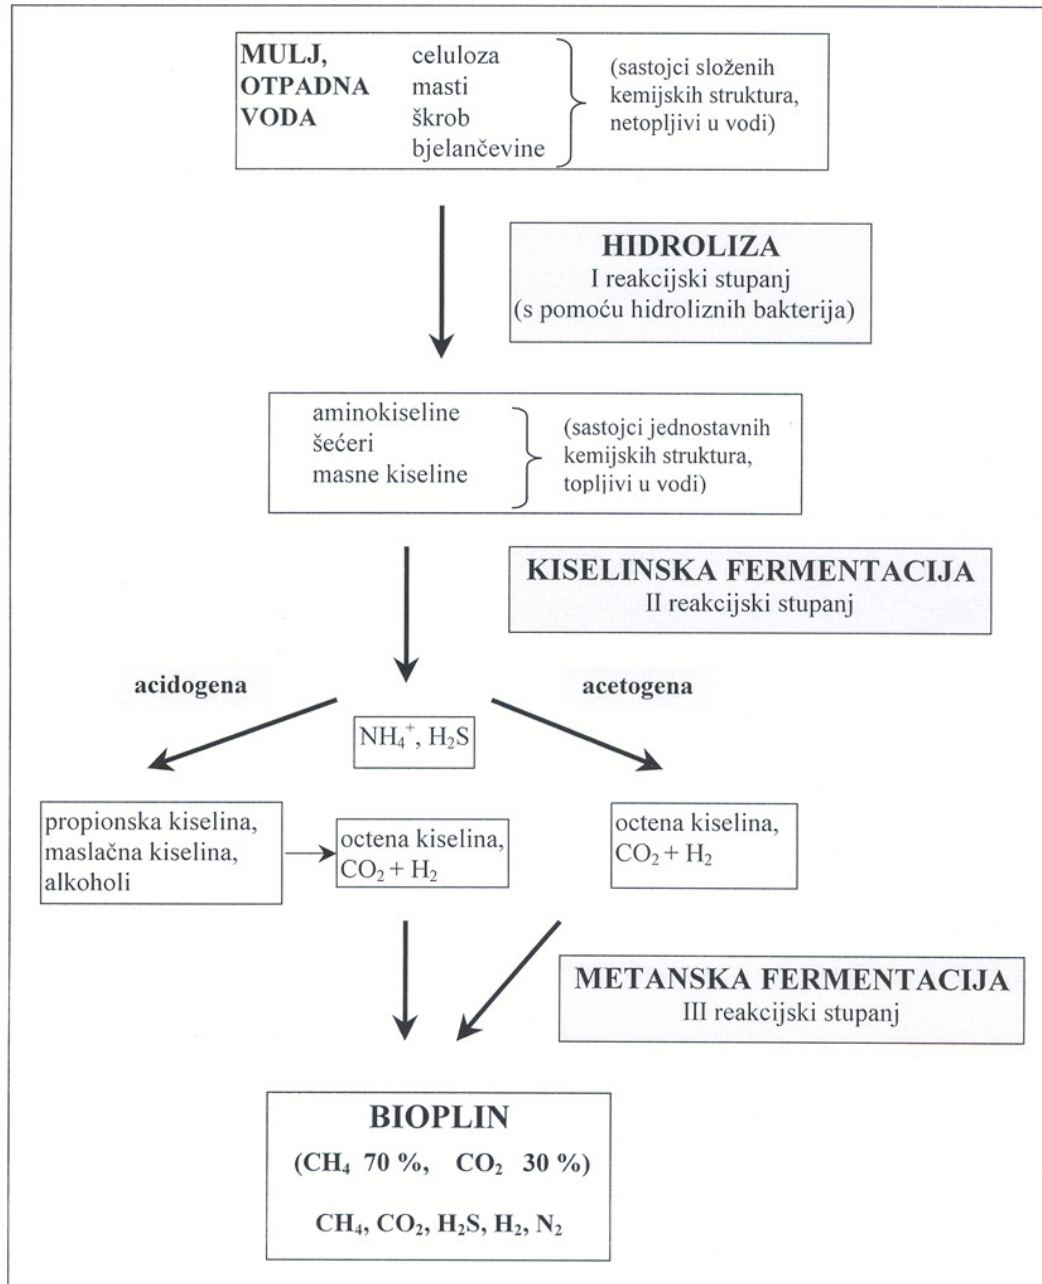 MULJ,
OTPADNA
VODA
celuloza
masti
škrob
bjelančevine
(sastojci složenih
kemijskih struktura,
netopljivi u vodi)
HIDROLIZA
I reakcijski stupanj
(s pomoću hidroliznih bakterija)
aminokiseline
šećeri
masne kiseline
(sastojci jednostavnih
kemijskih struktura,
topljivi u vodi)
KISELINSKA FERMENTACIJA
II reakcijski stupanj
acidogena
acetogena
NH₄⁺, H₂S
propionska kiselina,
maslačna kiselina,
alkoholi
octena kiselina,
CO₂ + H₂
octena kiselina,
CO₂ + H₂
METANSKA FERMENTACIJA
III reakcijski stupanj
BIOPLIN
(CH₄ 70 %, CO₂ 30 %)
CH₄, CO₂, H₂S, H₂, N₂